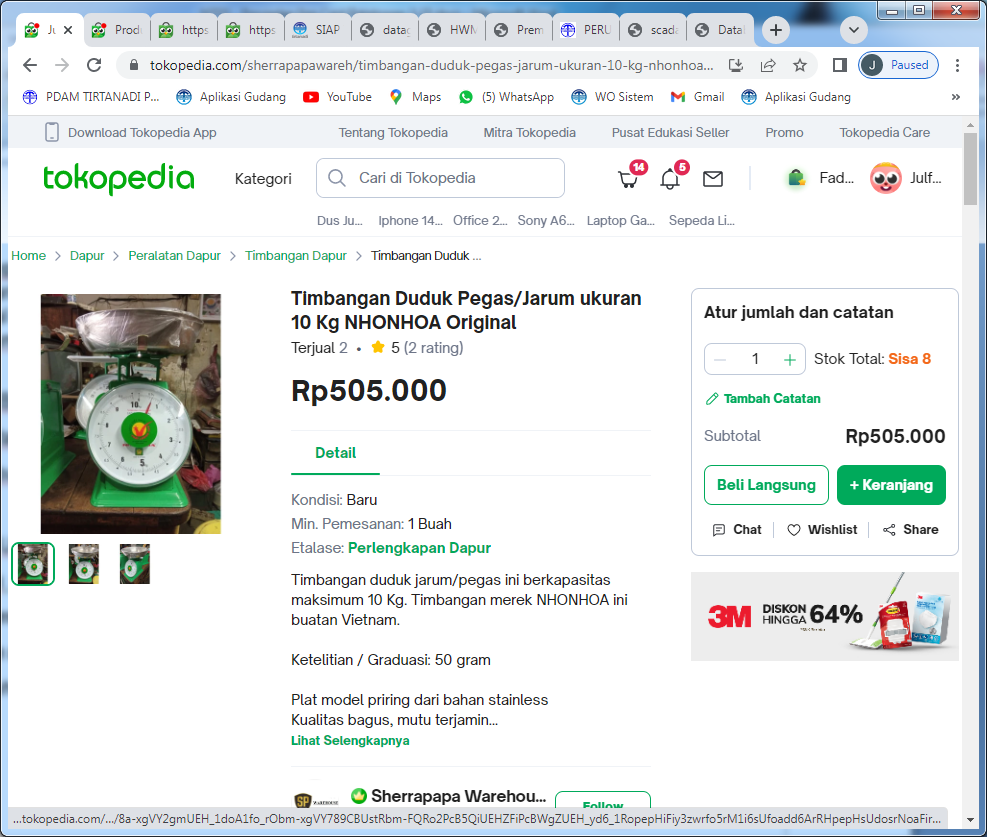 Ju
Produ
https
https
SIAP
datag
HWM
Prem
PERU
scada
Datal
tokopedia.com/sherrapapawareh/timbangan-duduk-pegas-jarum-ukuran-10-kg-nhonhoa...
J Paused
PDAM TIRTANADI P...
Aplikasi Gudang
YouTube
Maps
(5) WhatsApp
WO Sistem
Gmail
Aplikasi Gudang
»
Download Tokopedia App
Tentang Tokopedia
Mitra Tokopedia
Pusat Edukasi Seller
Promo
Tokopedia Care
tokopedia
Kategori
Cari di Tokopedia
14
5
Fad...
Julf...
Dus Ju...
Iphone 14...
Office 2...
Sony A6...
Laptop Ga...
Sepeda Li...
Home > Dapur > Peralatan Dapur > Timbangan Dapur > Timbangan Duduk ...
Timbangan Duduk Pegas/Jarum ukuran
10 Kg NHONHOA Original
Terjual 2 • 5 (2 rating)
Rp505.000
Detail
Kondisi: Baru
Min. Pemesanan: 1 Buah
Etalase: Perlengkapan Dapur
Timbangan duduk jarum/pegas ini berkapasitas
maksimum 10 Kg. Timbangan merek NHONHOA ini
buatan Vietnam.
Ketelitian / Graduasi: 50 gram
Plat model priring dari bahan stainless
Kualitas bagus, mutu terjamin...
Lihat Selengkapnya
SP WAREHOUSE
Sherrapapa Warehou...
Follow
Atur jumlah dan catatan
1
Stok Total: Sisa 8
Tambah Catatan
Subtotal
Rp505.000
Beli Langsung
+ Keranjang
Chat
Wishlist
Share
3M
DISKON
HINGGA 64%
...tokopedia.com/.../8a-xgVY2gmUEH_1doA1fo_rObm-xgVY789CBUstRbm-FQRo2PcB5QiUEHZFiPcBWgZUEH_yd6_1RopepHiFiy3zwrfo5rM1i6sUfoadd6ArRHpepHsUdosrNoaFir...